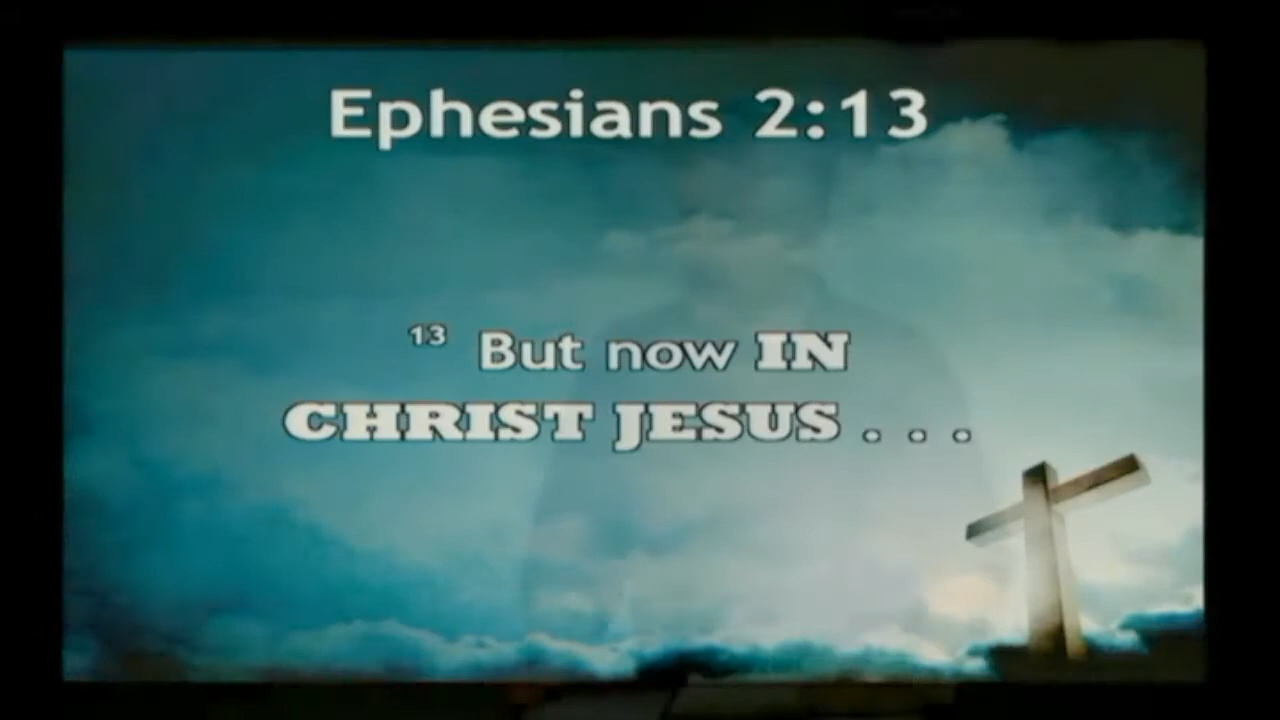 Ephesians 2:13
13 But now IN
CHRIST JESUS . . .